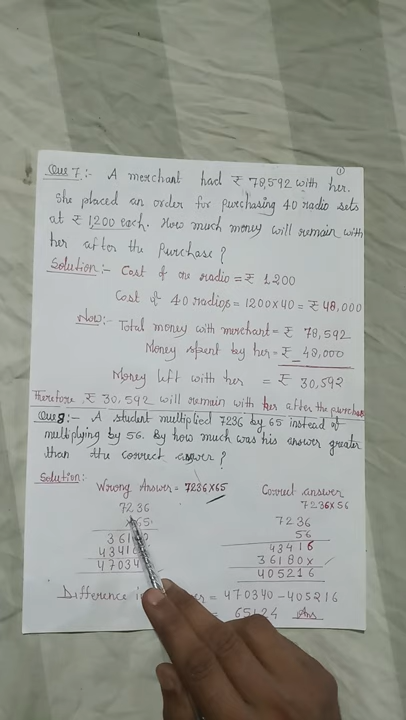 ①
Que 7:- A merchant had ₹ 78,592 with her.
She placed an order for purchasing 40 radio sets
at ₹ 1,200 each. How much money will remain with
her after the purchase?
Solution:- Cost of one radio = ₹ 1,200
Cost of 40 radios = 1200 x 40 = ₹ 48,000
Now:- Total money with merchant = ₹ 78,592
Money spent by her = ₹ - 48,000
Money left with her = ₹ 30,592
Therefore, ₹ 30,592 will remain with her after the purchase
Que 8:- A student multiplied 7236 by 65 instead of
multiplying by 56. By how much was his answer greater
than the correct answer?
Solution: Wrong Answer = 7236 x 65
7236
x 65
Correct answer
7236 x 56
7236
56
43416
36180x
405216
Difference = 470340 - 405216
= 65124 Ans